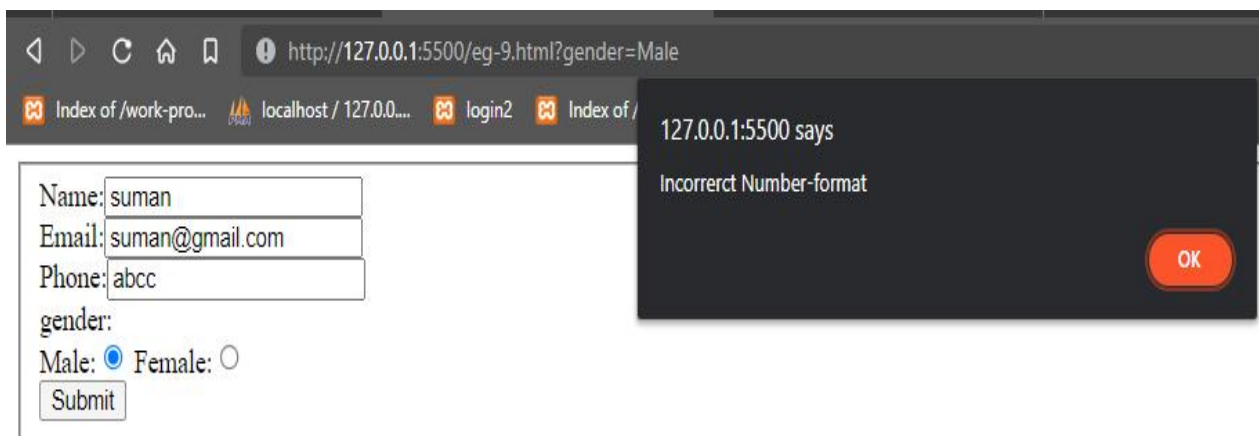 http://127.0.0.1:5500/eg-9.html?gender=Male
Index of /work-pro... localhost / 127.0.0.... login2 Index of /
127.0.0.1:5500 says
Incorrerct Number-format
OK
Name: suman
Email: suman@gmail.com
Phone: abcc
gender:
Male: Female:
Submit